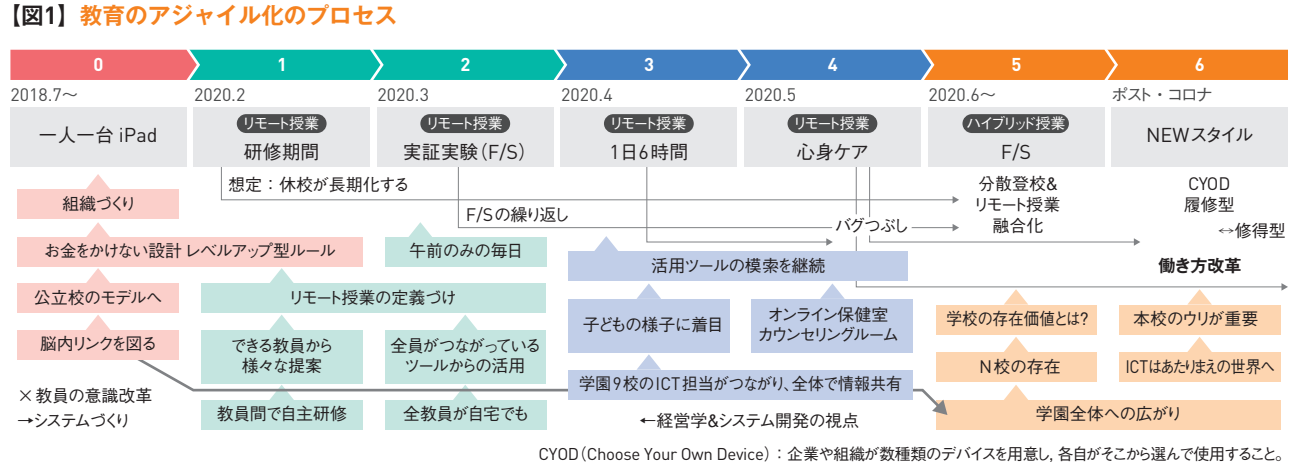 【図1】教育のアジャイル化のプロセス
0
1
2
3
4
5
6
2018.7〜
2020.2
2020.3
2020.4
2020.5
2020.6〜
ポスト・コロナ
一人一台 iPad
リモート授業
研修期間
リモート授業
実証実験(F/S)
リモート授業
1日6時間
リモート授業
心身ケア
ハイブリッド授業
F/S
NEWスタイル
想定：休校が長期化する
F/Sの繰り返し
バグつぶし
分散登校&
リモート授業
融合化
CYOD
履修型
↔修得型
働き方改革
組織づくり
お金をかけない設計 レベルアップ型ルール
公立校のモデルへ
脳内リンクを図る
×教員の意識改革
→システムづくり
午前のみの毎日
リモート授業の定義づけ
できる教員から
様々な提案
全員がつながっている
ツールからの活用
教員間で自主研修
全教員が自宅でも
活用ツールの模索を継続
子どもの様子に着目
オンライン保健室
カウンセリングルーム
学園9校のICT担当がつながり、全体で情報共有
←経営学&システム開発の視点
学校の存在価値とは?
N校の存在
本校のウリが重要
ICTはあたりまえの世界へ
学園全体への広がり
CYOD(Choose Your Own Device)：企業や組織が数種類のデバイスを用意し, 各自がそこから選んで使用すること。